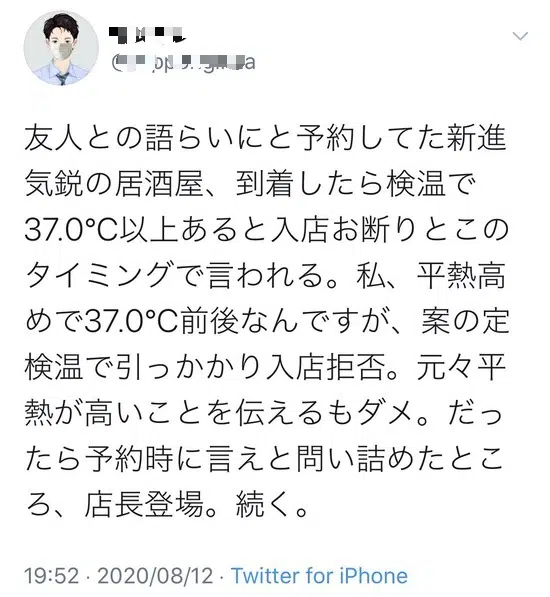 友人との語らいにと予約してた新進
気鋭の居酒屋、到着したら検温で
37.0℃以上あると入店お断りとこの
タイミングで言われる。私、平熱高
めで37.0℃前後なんですが、案の定
検温で引っかかり入店拒否。元々平
熱が高いことを伝えるもダメ。だっ
たら予約時に言えと問い詰めたとこ
ろ、店長登場。続く。
19:52 · 2020/08/12 · Twitter for iPhone